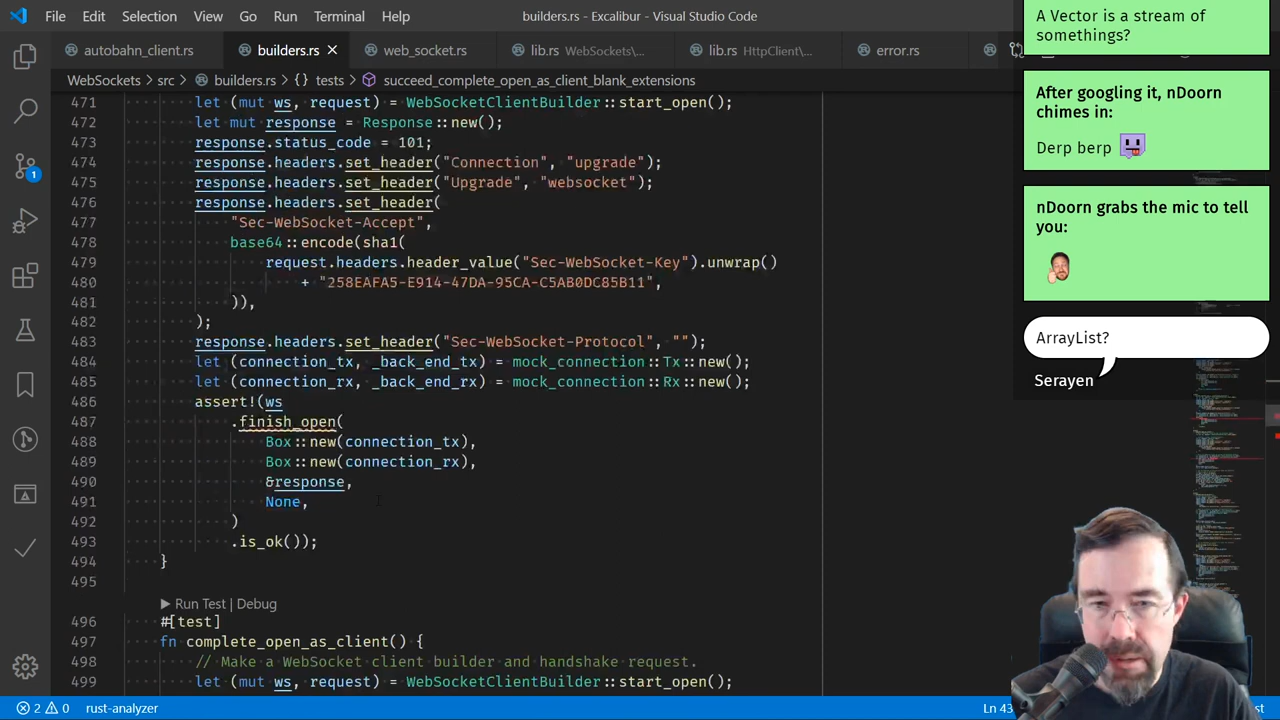 File Edit Selection View Go Run Terminal Help
builders.rs - Excalibur - Visual Studio Code
autobahn_client.rs builders.rs web_socket.rs lib.rs WebSockets\... lib.rs HttpClient\... error.rs
WebSockets > src > builders.rs > {} tests > succeed_complete_open_as_client_blank_extensions
471 let (mut ws, request) = WebSocketClientBuilder::start_open();
472 let mut response = Response::new();
473 response.status_code = 101;
474 response.headers.set_header("Connection", "upgrade");
475 response.headers.set_header("Upgrade", "websocket");
476 response.headers.set_header(
477 "Sec-WebSocket-Accept",
478 base64::encode(sha1(
479 request.headers.header_value("Sec-WebSocket-Key").unwrap()
480 + "258EAFA5-E914-47DA-95CA-C5AB0DC85B11",
481 )),
482 );
483 response.headers.set_header("Sec-WebSocket-Protocol", "");
484 let (connection_tx, _back_end_tx) = mock_connection::Tx::new();
485 let (connection_rx, _back_end_rx) = mock_connection::Rx::new();
486 assert!(ws
487 .finish_open(
488 Box::new(connection_tx),
489 Box::new(connection_rx),
490 &response,
491 None,
492 )
493 .is_ok());
494 }
495
Run Test | Debug
496 #[test]
497 fn complete_open_as_client() {
498 // Make a WebSocket client builder and handshake request.
499 let (mut ws, request) = WebSocketClientBuilder::start_open();
1
2 0 rust-analyzer
Ln 43
A Vector is a stream of
somethings?
After googling it, nDoorn
chimes in:
Derp berp
nDoorn grabs the mic to tell
you:
ArrayList?
Serayen